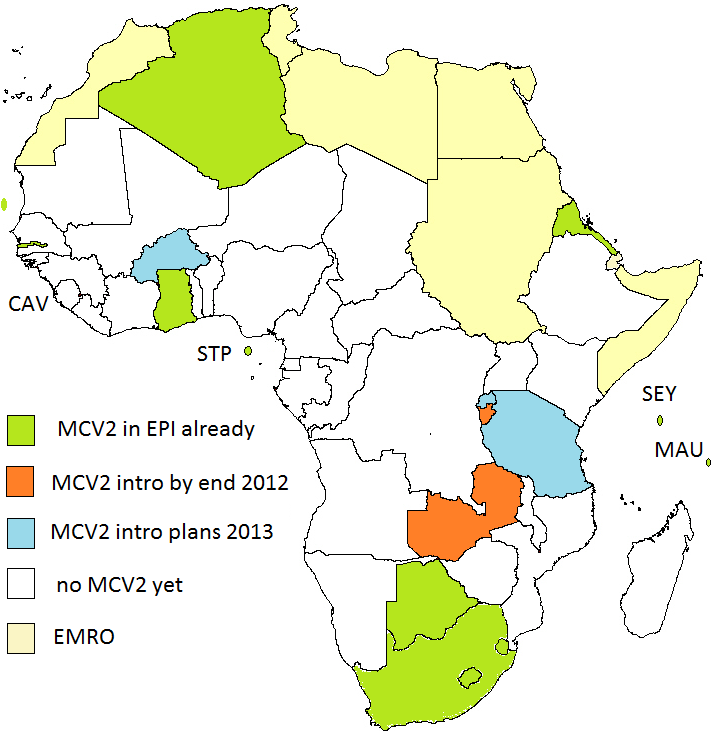 CAV
STP
SEY
MAU
MCV2 in EPI already
MCV2 intro by end 2012
MCV2 intro plans 2013
no MCV2 yet
EMRO